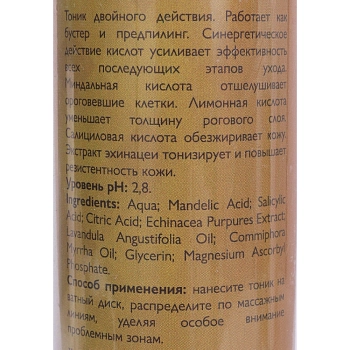 Тоник двойного действия. Работает как
бустер и предпилинг. Синергетическое
действие кислот усиливает эффективность
всех последующих этапов ухода.
Миндальная кислота отшелушивает
ороговевшие клетки. Лимонная кислота
уменьшает толщину рогового слоя.
Салициловая кислота обезжиривает кожу.
Экстракт эхинацеи тонизирует и повышает
резистентность кожи.
Уровень pH: 2,8.
Ingredients: Aqua; Mandelic Acid; Salicylic
Acid; Citric Acid; Echinacea Purpures Extract;
Lavandula Angustifolia Oil; Commiphora
Myrrha Oil; Glycerin; Magnesium Ascorbyl
Phosphate.
Способ применения: нанесите тоник на
ватный диск, распределите по массажным
линиям, уделяя особое внимание
проблемным зонам.